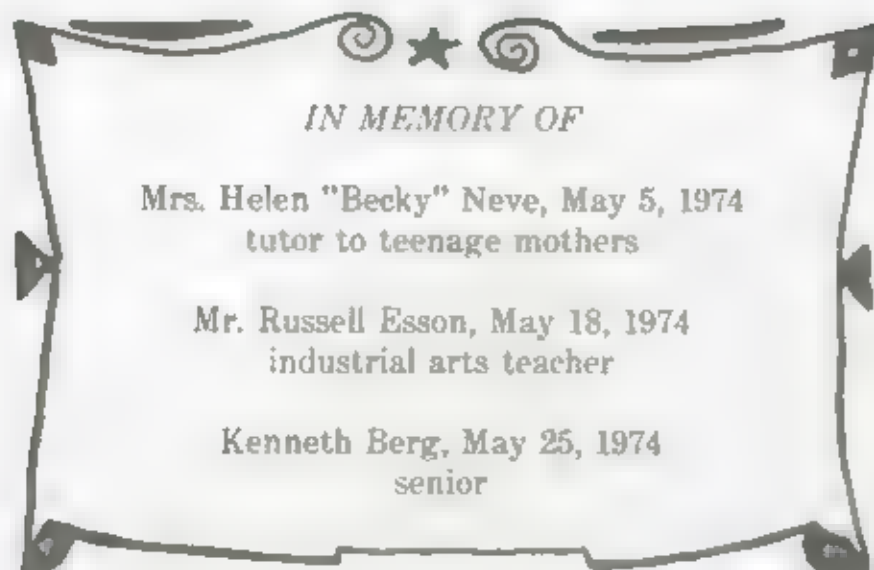 IN MEMORY OF
Mrs. Helen "Becky" Neve, May 5, 1974
tutor to teenage mothers
Mr. Russell Esson, May 18, 1974
industrial arts teacher
Kenneth Berg, May 25, 1974
senior